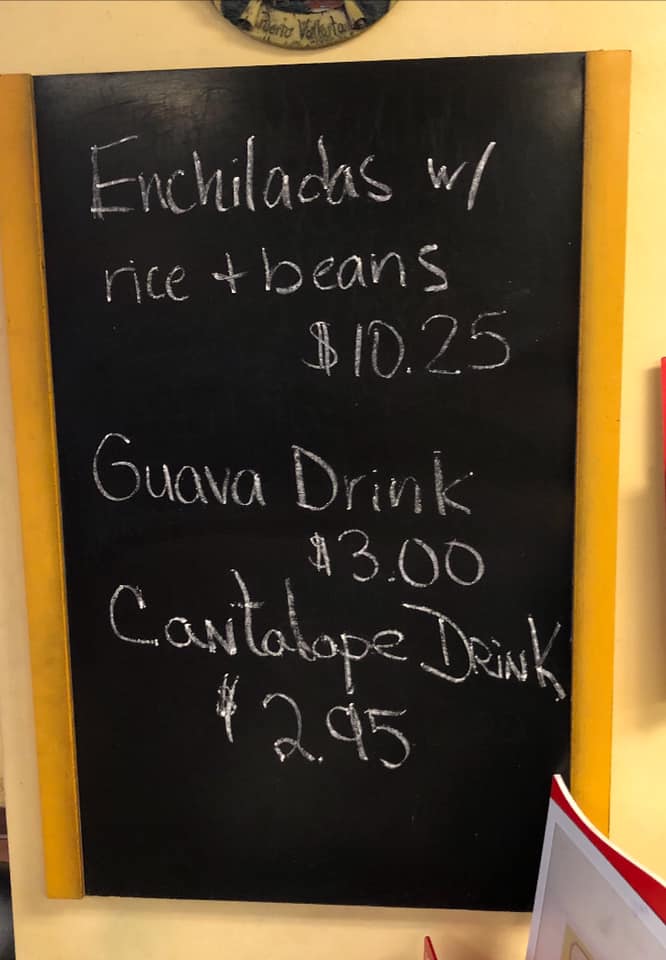 Enchiladas w/
rice + beans
$10.25
Guava Drink
$3.00
Cantalope Drink
$2.95